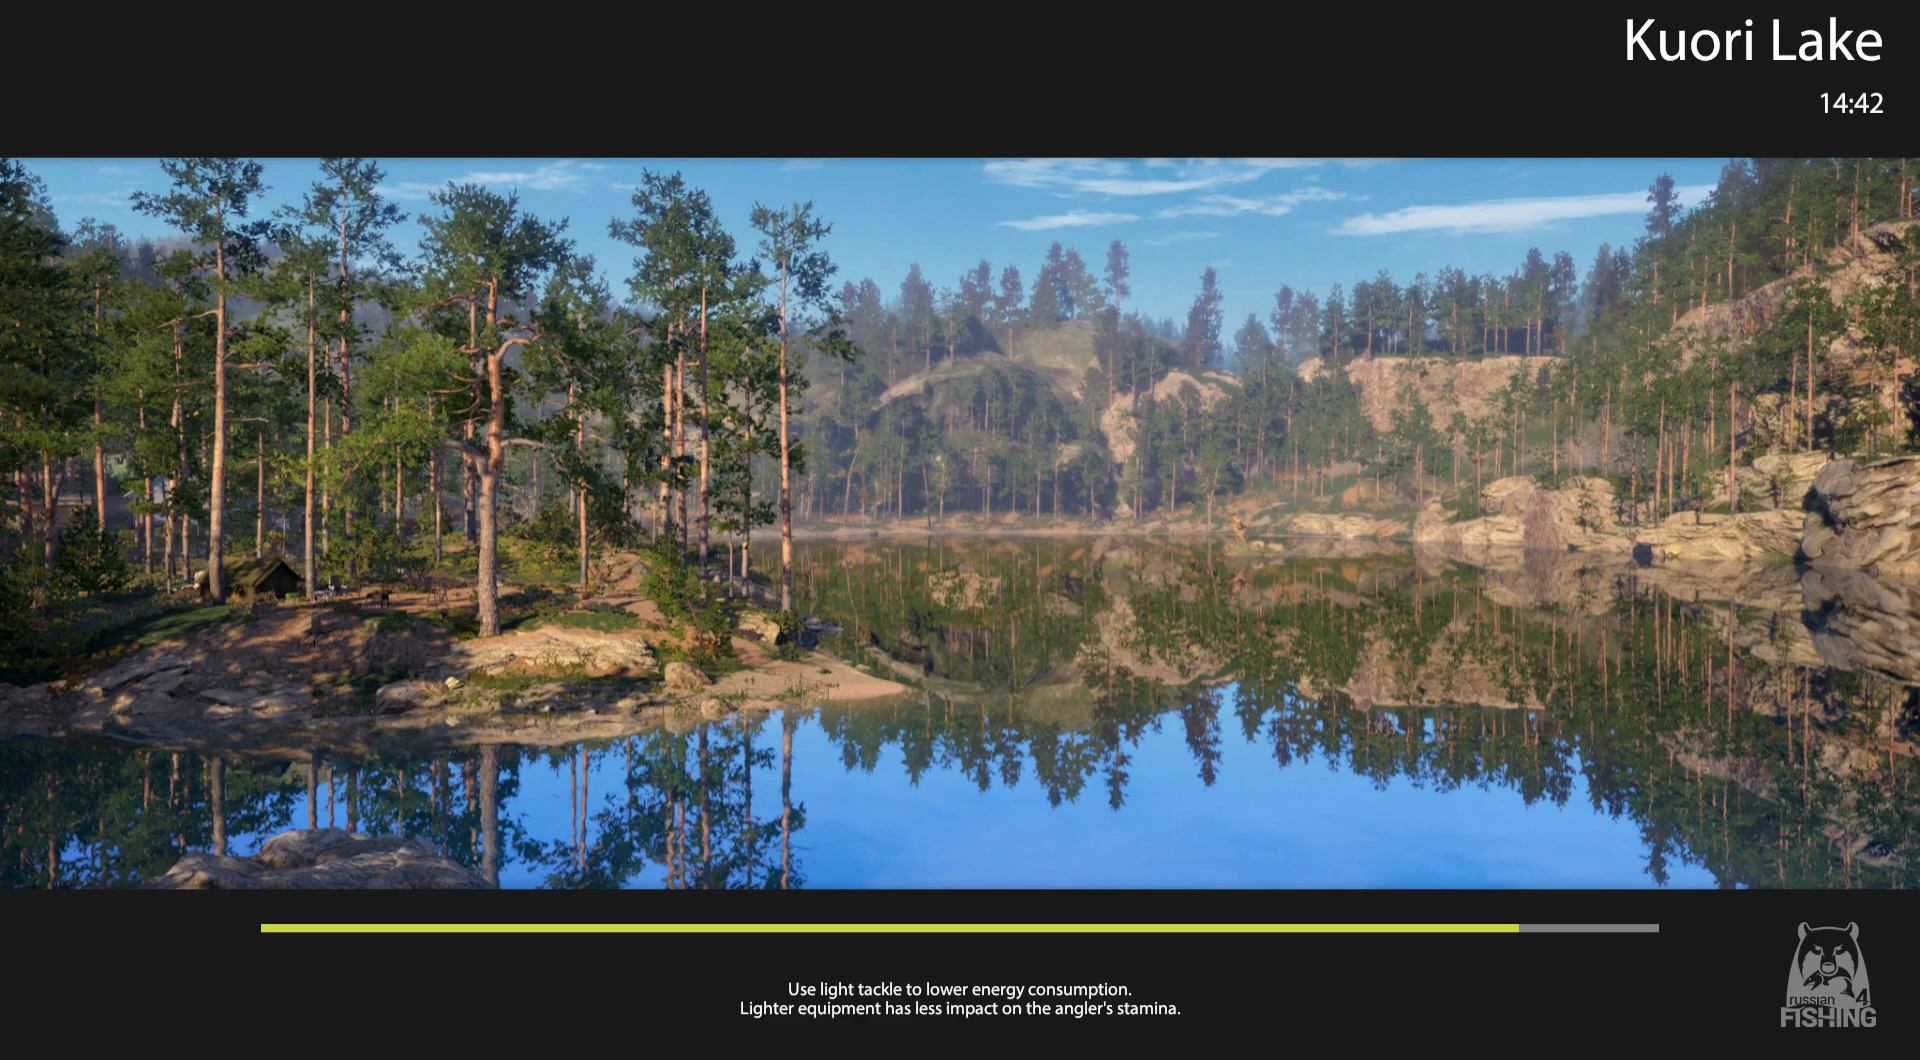 Kuori Lake
14:42
Use light tackle to lower energy consumption.
Lighter equipment has less impact on the angler's stamina.
russian 4
FISHING